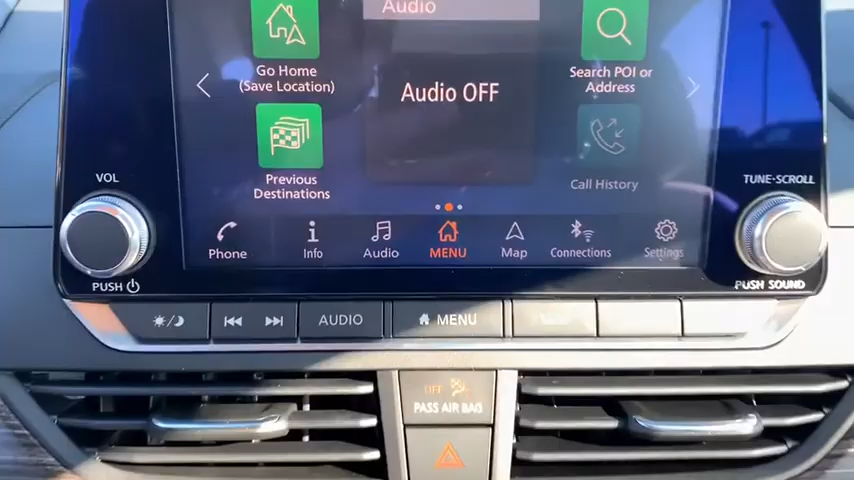 Audio
Go Home
(Save Location)
Audio OFF
Search POI or
Address
Previous
Destinations
Call History
VOL
TUNE·SCROLL
Phone
Info
Audio
MENU
Map
Connections
Settings
PUSH
PUSH SOUND
AUDIO
MENU
OFF
PASS AIR BAG